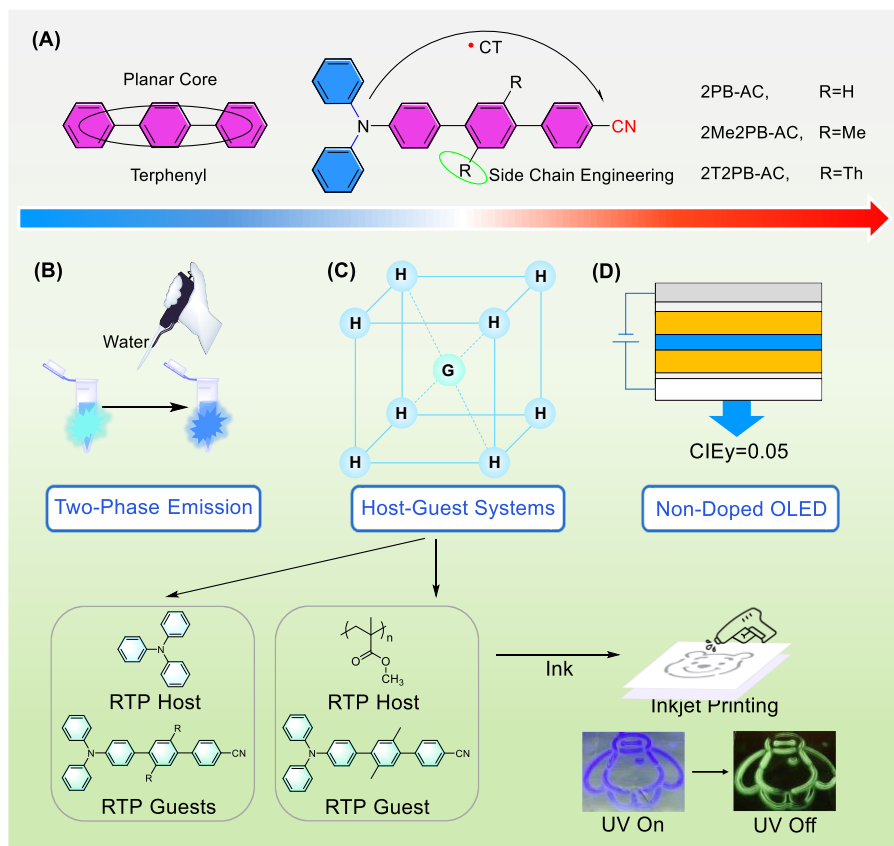 (A)
CT
Planar Core
Terphenyl
R
N
CN
R
Side Chain Engineering
2PB-AC, R=H
2Me2PB-AC, R=Me
2T2PB-AC, R=Th
(B)
Water
Two-Phase Emission
(C)
H
H
H
H
G
H
H
H
H
Host-Guest Systems
(D)
CIEy=0.05
Non-Doped OLED
N
RTP Host
R
N
CN
R
RTP Guests
n
O
O
CH3
RTP Host
N
CN
RTP Guest
Ink
Inkjet Printing
UV On
UV Off